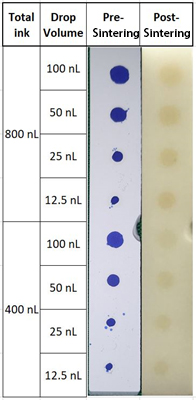 Total ink Drop Volume Pre-Sintering Post-Sintering
800 nL
100 nL
50 nL
25 nL
12.5 nL
400 nL
100 nL
50 nL
25 nL
12.5 nL